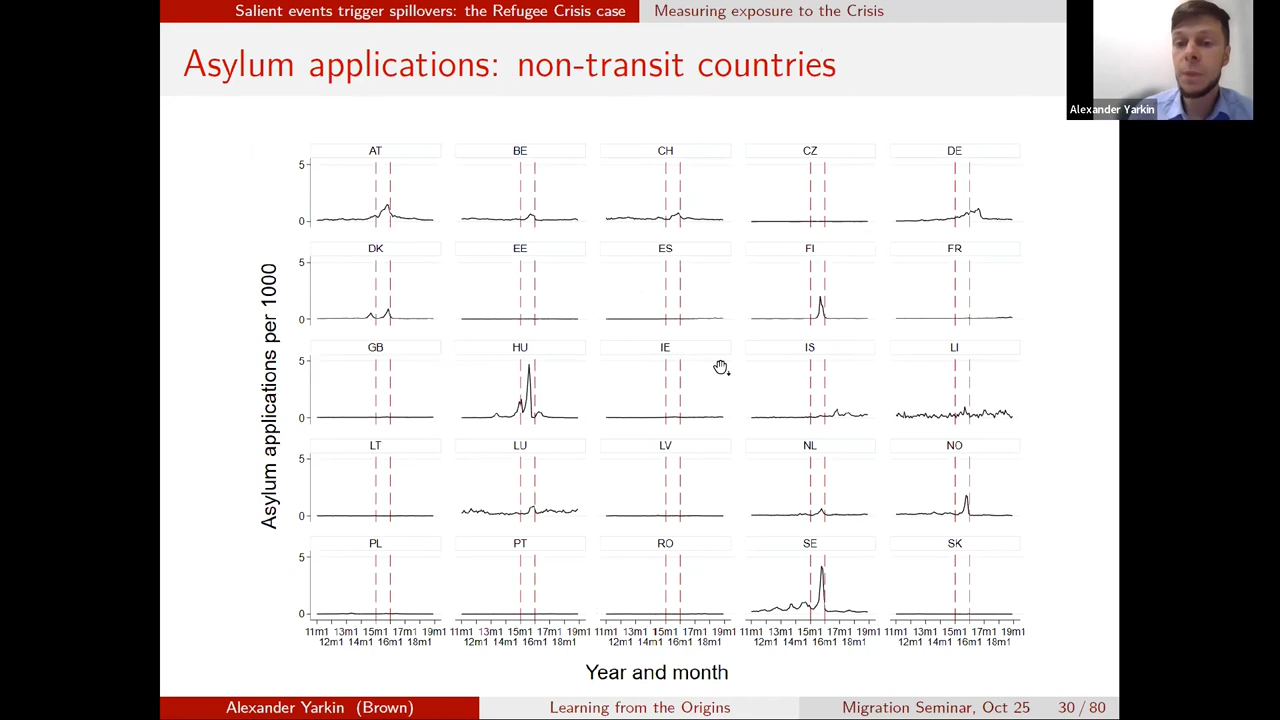 Salient events trigger spillovers: the Refugee Crisis case Measuring exposure to the Crisis
Asylum applications: non-transit countries
Alexander Yarkin
AT BE CH CZ DE
5
0
DK EE ES FI FR
5
0
GB HU IE IS LI
5
0
LT LU LV NL NO
5
0
PL PT RO SE SK
5
0
Asylum applications per 1000
11m1 13m1 15m1 17m1 19m1 11m1 13m1 15m1 17m1 19m1 11m1 13m1 15m1 17m1 19m1 11m1 13m1 15m1 17m1 19m1 11m1 13m1 15m1 17m1 19m1
12m1 14m1 16m1 18m1 12m1 14m1 16m1 18m1 12m1 14m1 16m1 18m1 12m1 14m1 16m1 18m1 12m1 14m1 16m1 18m1
Year and month
Alexander Yarkin (Brown) Learning from the Origins Migration Seminar, Oct 25 30 / 80